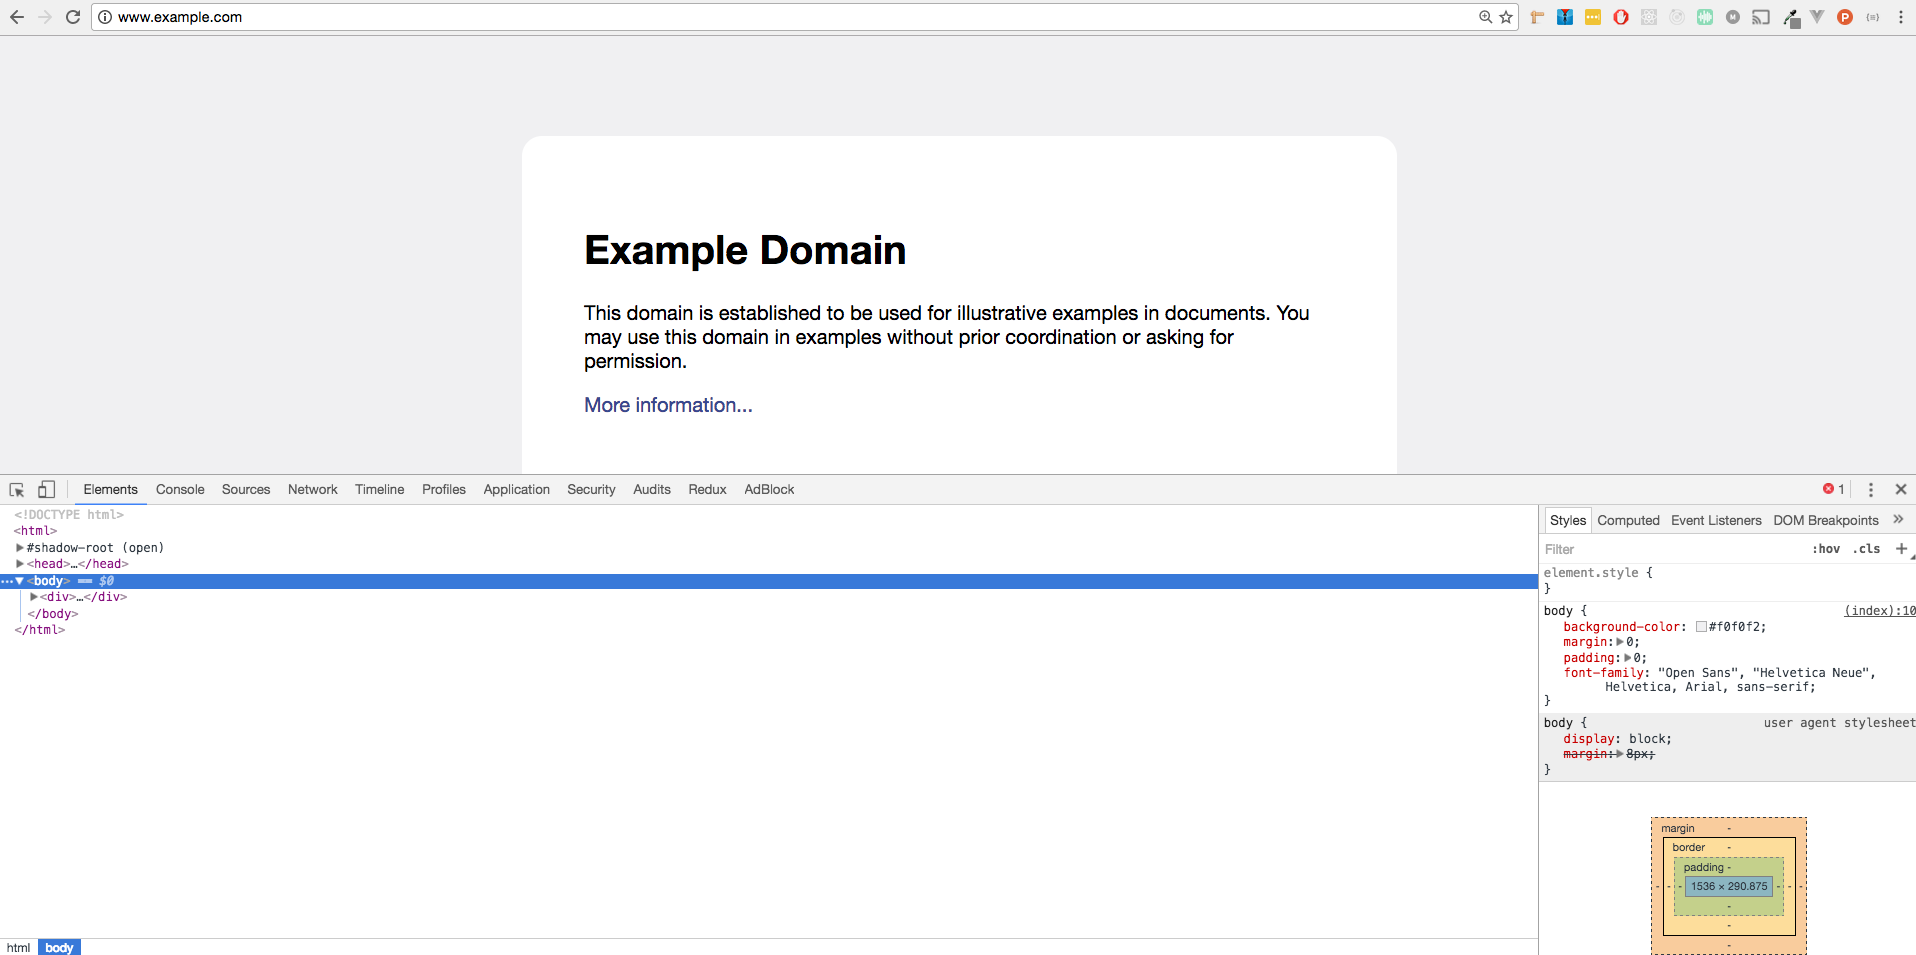 www.example.com
Example Domain
This domain is established to be used for illustrative examples in documents. You
may use this domain in examples without prior coordination or asking for
permission.
More information...
Elements Console Sources Network Timeline Profiles Application Security Audits Redux AdBlock 1
<!DOCTYPE html>
<html>
#shadow-root (open)
<head>…</head>
<body> == $0
<div>…</div>
</body>
</html>
html body
Styles Computed Event Listeners DOM Breakpoints »
Filter :hov .cls +
element.style {
}
body { (index):10
background-color: #f0f0f2;
margin: 0;
padding: 0;
font-family: "Open Sans", "Helvetica Neue",
Helvetica, Arial, sans-serif;
}
body { user agent stylesheet
display: block;
margin: 8px;
}
margin -
border -
padding -
- - - 1536 × 290.875 - - -
-
-
-